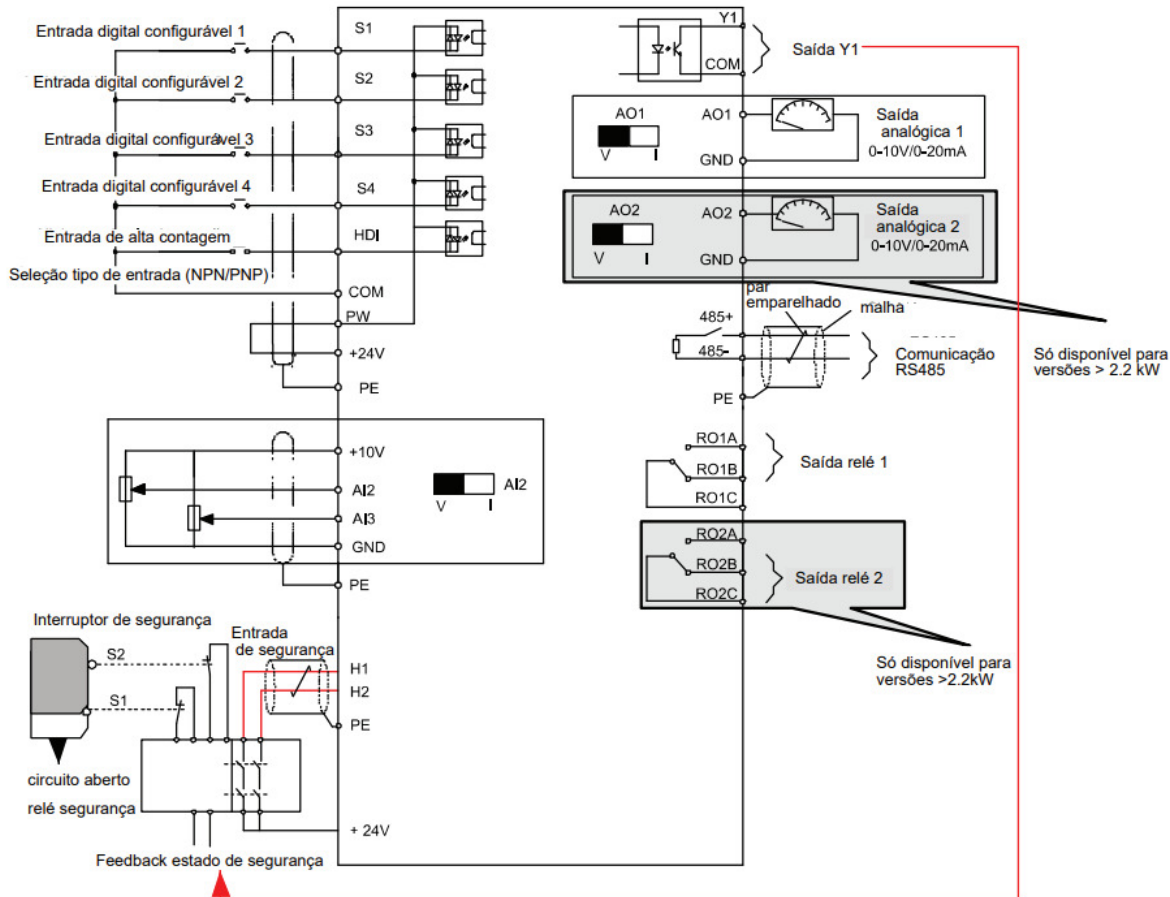 Entrada digital configurável 1
S1
Entrada digital configurável 2
S2
Entrada digital configurável 3
S3
Entrada digital configurável 4
S4
Entrada de alta contagem
HDI
Seleção tipo de entrada (NPN/PNP)
COM
PW
+24V
PE
+10V
AI2
AI3
GND
V
I
AI2
PE
Interruptor de segurança
S2
S1
Entrada
de segurança
H1
H2
PE
circuito aberto
relé segurança
+ 24V
Feedback estado de segurança
Y1
COM
Saída Y1
AO1
V
I
AO1
GND
Saída
analógica 1
0-10V/0-20mA
AO2
V
I
AO2
GND
Saída
analógica 2
0-10V/0-20mA
par
emparelhado
malha
485+
485-
Comunicação
RS485
PE
Só disponível para
versões > 2.2 kW
RO1A
RO1B
RO1C
Saída relé 1
RO2A
RO2B
RO2C
Saída relé 2
Só disponível para
versões >2.2kW